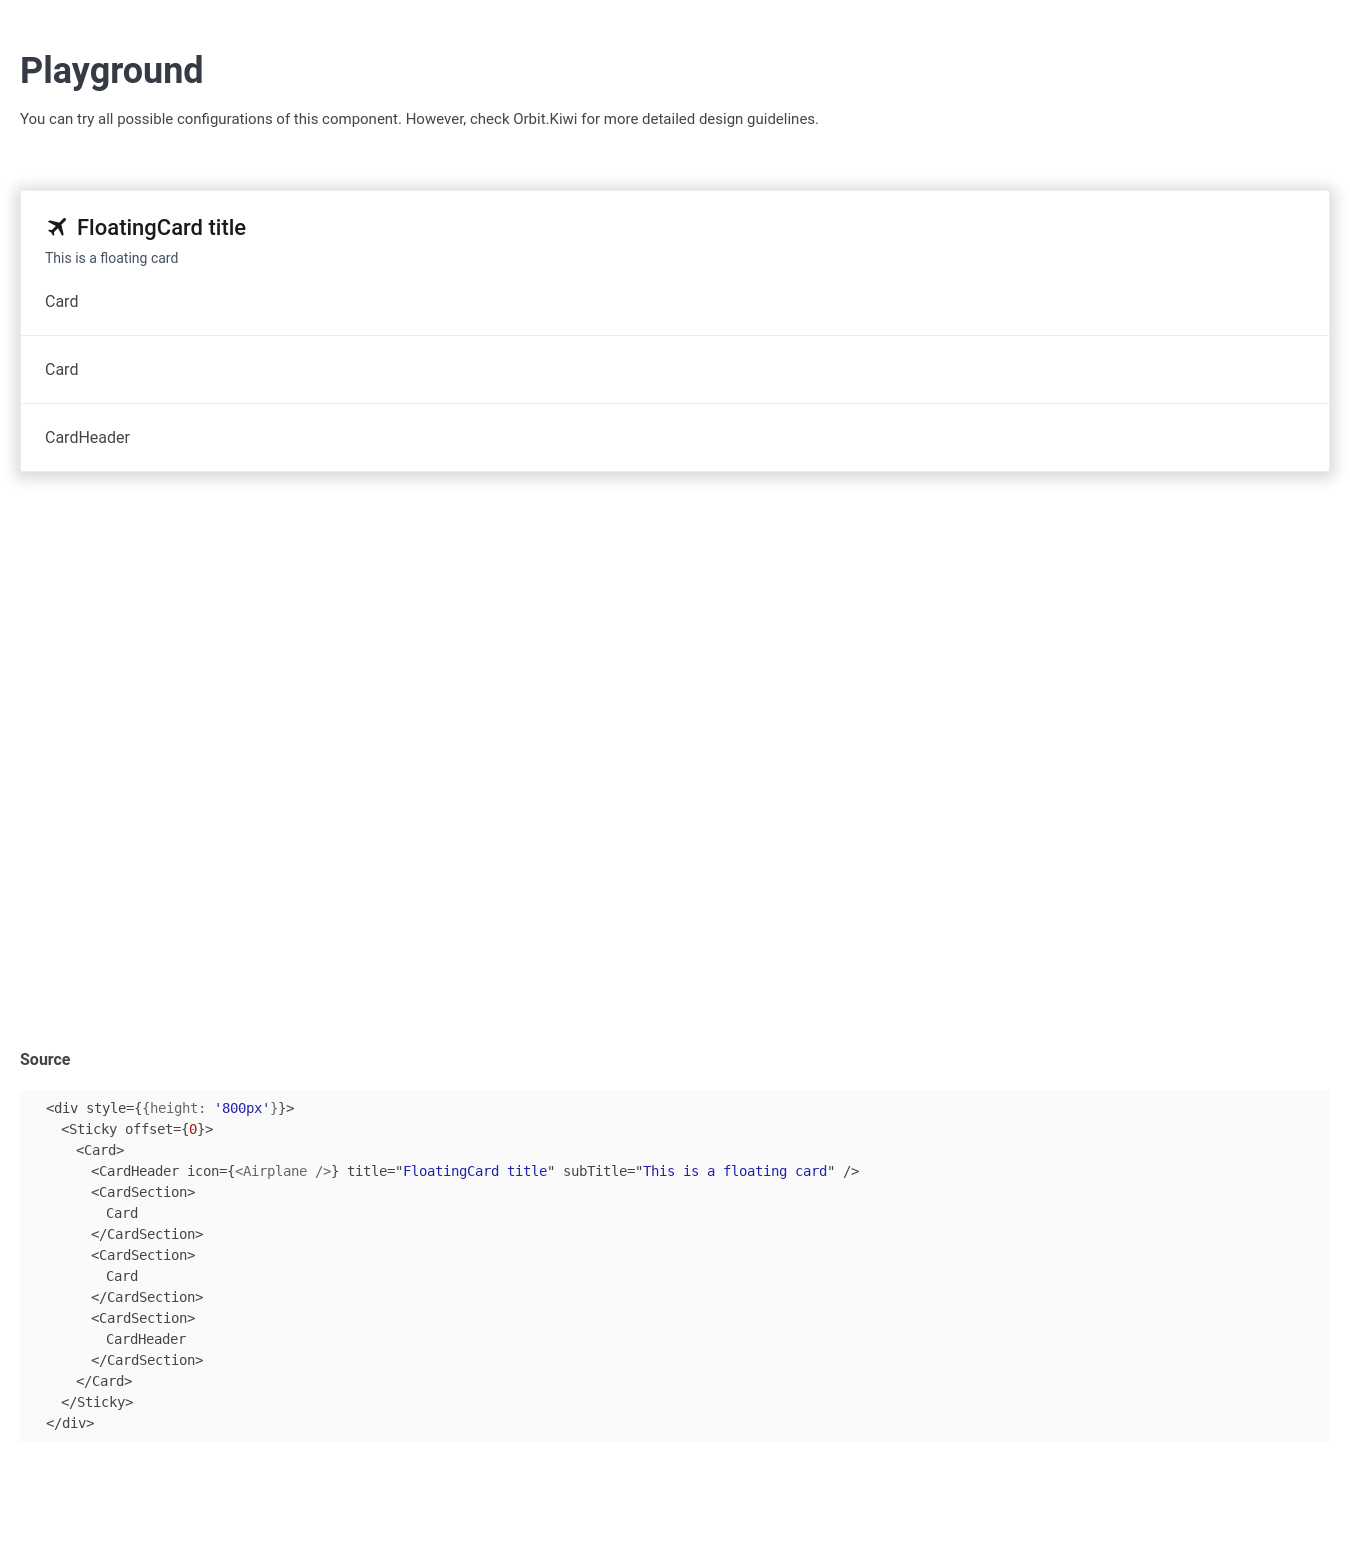 Playground
You can try all possible configurations of this component. However, check Orbit.Kiwi for more detailed design guidelines.
FloatingCard title
This is a floating card
Card
Card
CardHeader
Source
<div style={{height: '800px'}}>
<Sticky offset={0}>
<Card>
<CardHeader icon={<Airplane />} title="FloatingCard title" subTitle="This is a floating card" />
<CardSection>
Card
</CardSection>
<CardSection>
Card
</CardSection>
<CardSection>
CardHeader
</CardSection>
</Card>
</Sticky>
</div>